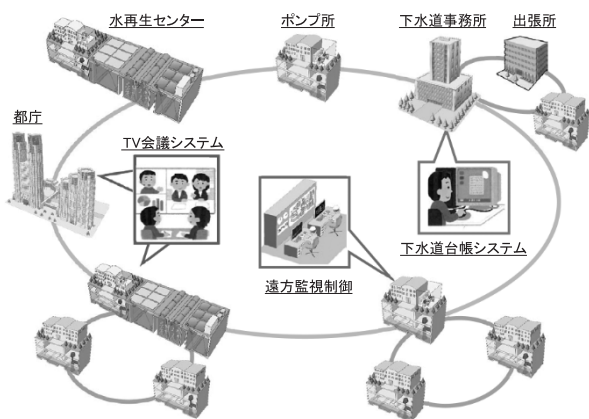 水再生センター
ポンプ所
下水道事務所
出張所
都庁
TV会議システム
下水道台帳システム
遠方監視制御